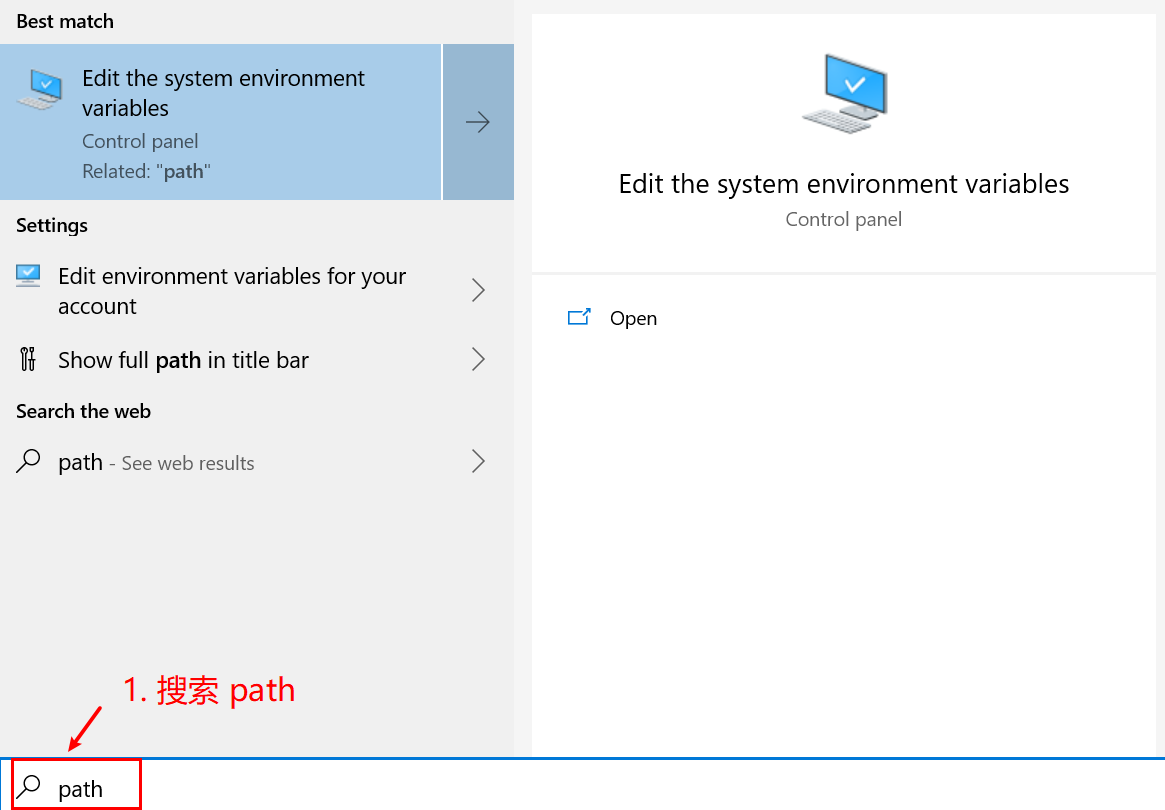 Best match
Edit the system environment
variables
Control panel
Related: "path"
Settings
Edit environment variables for your
account
Show full path in title bar
Search the web
path - See web results
Edit the system environment variables
Control panel
Open
1. 搜索 path
path